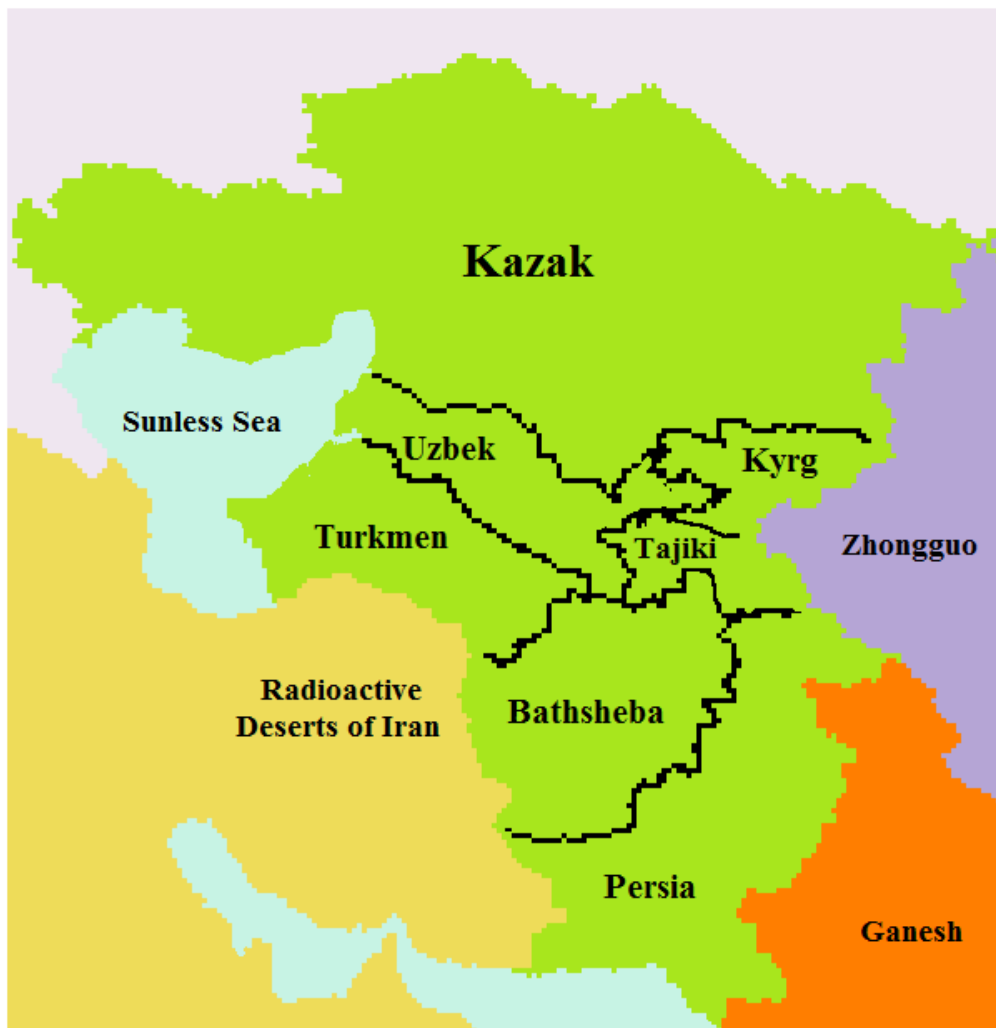 Kazak
Sunless Sea
Uzbek
Kyrg
Turkmen
Tajiki
Zhongguo
Radioactive
Deserts of Iran
Bathsheba
Persia
Ganesh